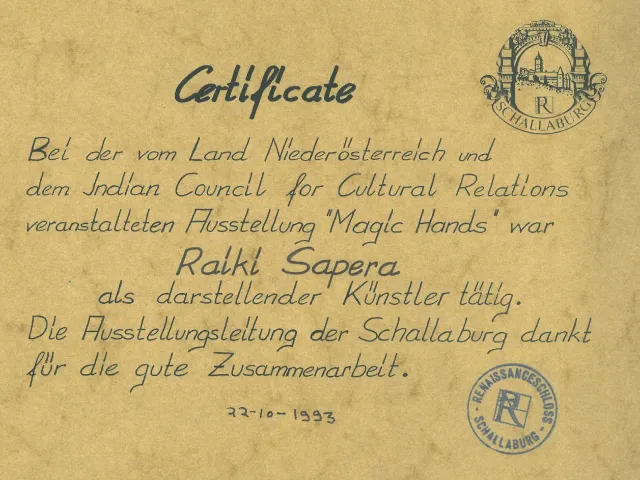 Certificate
R
SCHALLABURG
Bei der vom Land Niederösterreich und
dem Indian Council for Cultural Relations
veranstalteten Ausstellung "Magic Hands" war
Raiki Sapera
als darstellender Künstler tätig.
Die Ausstellungsleitung der Schallaburg dankt
für die gute Zusammenarbeit.
22-10-1993
RENAISSANCESCHLOSS
R
- SCHALLABURG -